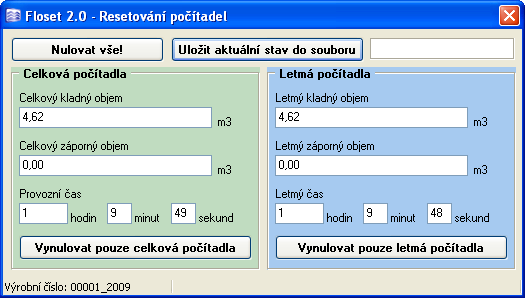 Floset 2.0 - Resetování počítadel
Nulovat vše!
Uložit aktuální stav do souboru
Celková počítadla
Celkový kladný objem
4,62 m3
Celkový záporný objem
0,00 m3
Provozní čas
1 hodin 9 minut 49 sekund
Vynulovat pouze celková počítadla
Letmá počítadla
Letmý kladný objem
4,62 m3
Letmý záporný objem
0,00 m3
Letmý čas
1 hodin 9 minut 48 sekund
Vynulovat pouze letmá počítadla
Výrobní číslo: 00001_2009